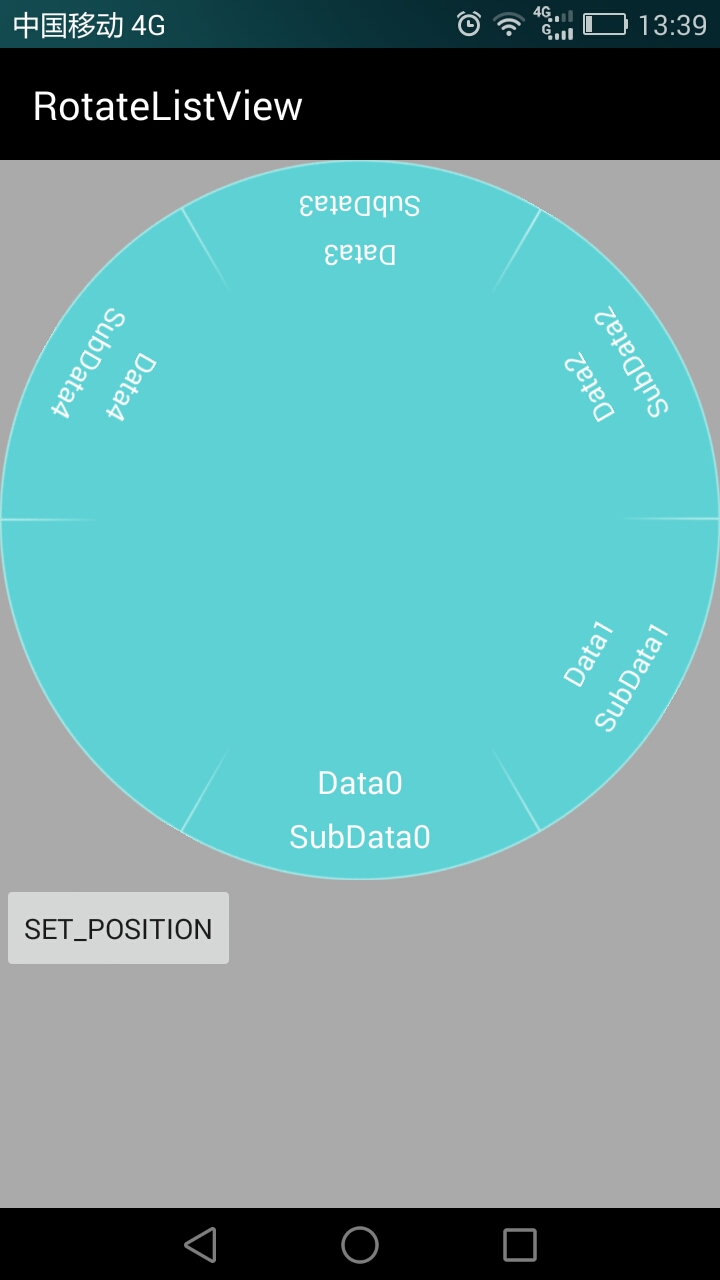 中国移动 4G
4G
G
13:39
RotateListView
SubData3
Data3
SubData4
Data4
SubData2
Data2
Data1
SubData1
Data0
SubData0
SET_POSITION